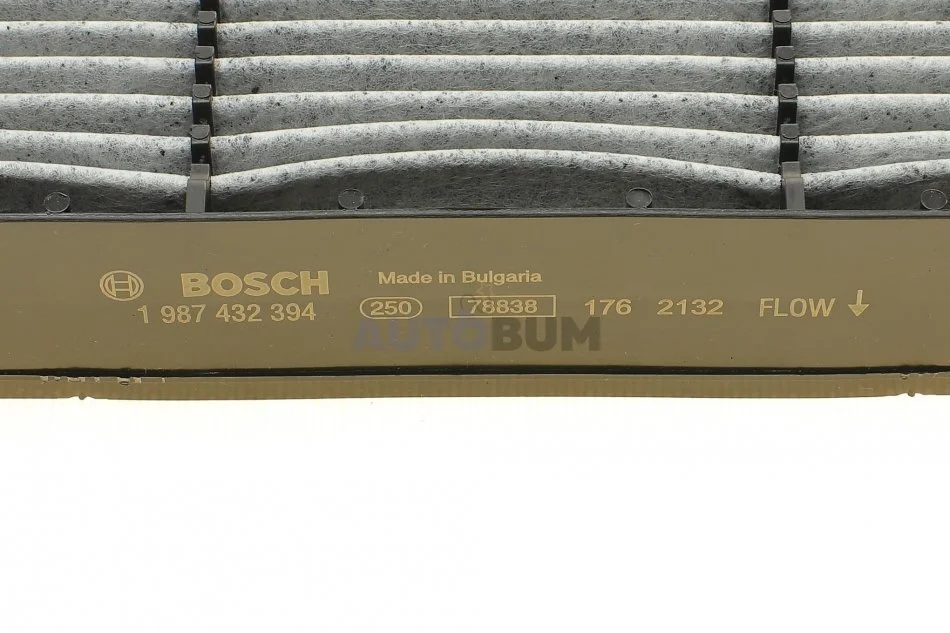 BOSCH Made in Bulgaria
1 987 432 394 250 78838 176 2132 FLOW ↓
AUTOBUM